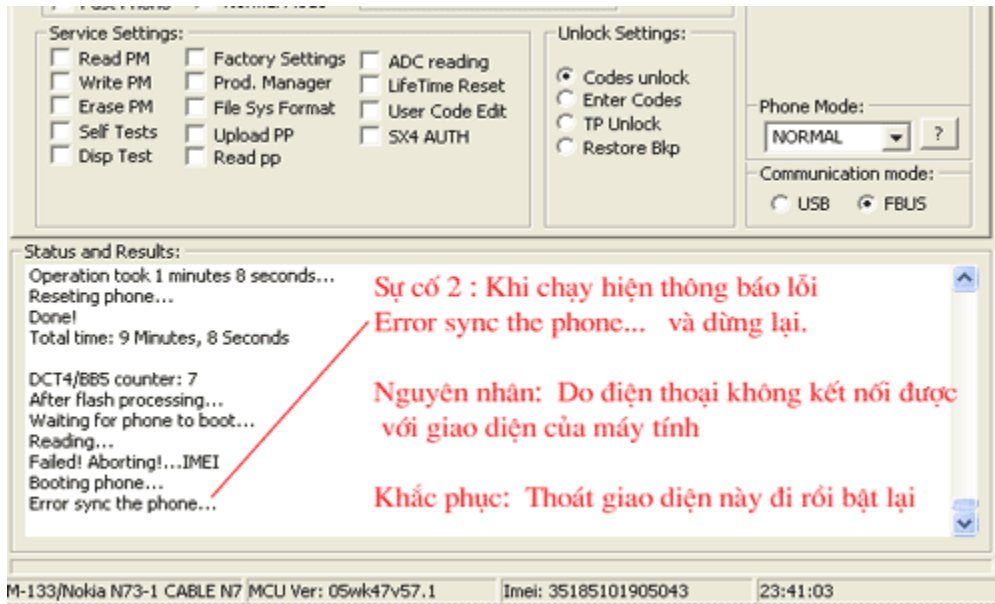 Service Settings:
Read PM
Write PM
Erase PM
Self Tests
Disp Test
Factory Settings
Prod. Manager
File Sys Format
Upload PP
Read pp
ADC reading
LifeTime Reset
User Code Edit
SX4 AUTH
Unlock Settings:
Codes unlock
Enter Codes
TP Unlock
Restore Bkp
Phone Mode:
NORMAL
?
Communication mode:
USB
FBUS
Status and Results:
Operation took 1 minutes 8 seconds...
Reseting phone...
Done!
Total time: 9 Minutes, 8 Seconds
DCT4/BB5 counter: 7
After flash processing...
Waiting for phone to boot...
Reading...
Failed! Aborting!...IMEI
Booting phone...
Error sync the phone...
Sự cố 2 : Khi chạy hiện thông báo lỗi
Error sync the phone... và dừng lại.
Nguyên nhân: Do điện thoại không kết nối được
với giao diện của máy tính
Khắc phục: Thoát giao diện này đi rồi bật lại
M-133/Nokia N73-1 CABLE N7
MCU Ver: 05wk47v57.1
Imei: 35185101905043
23:41:03